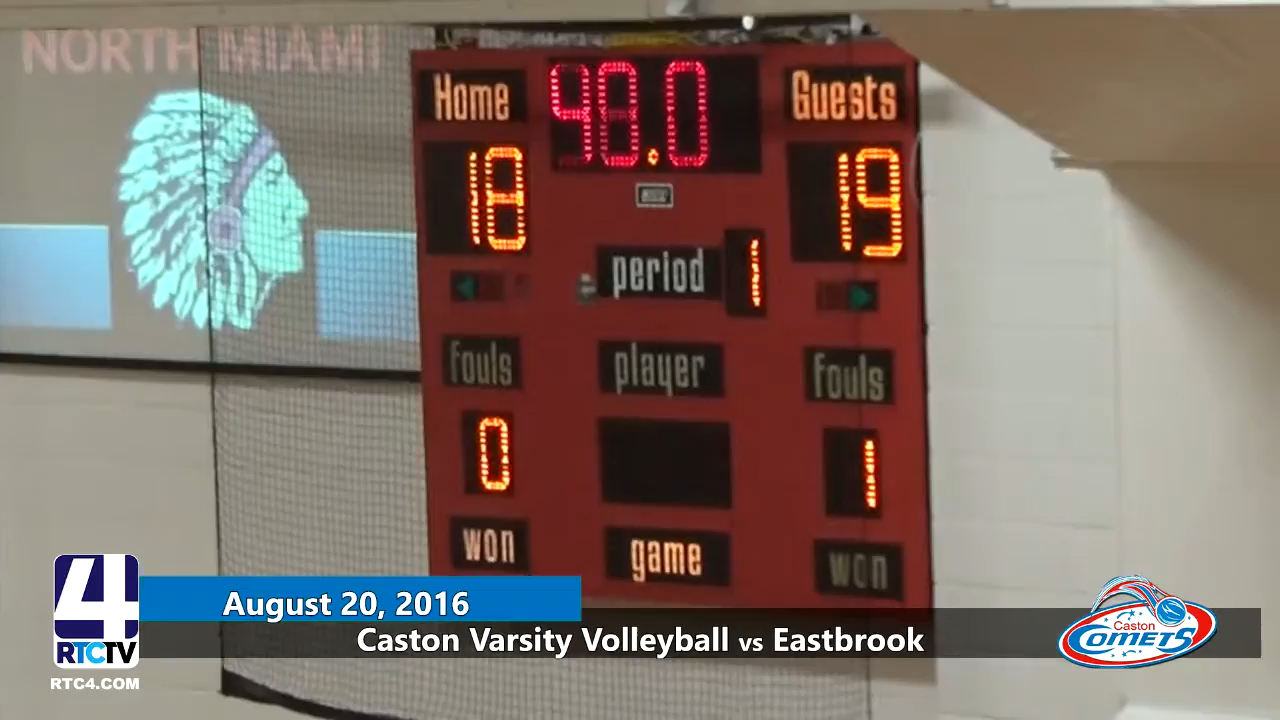 NORTH MIAMI
Home 98.0 Guests
18 19
period 1
fouls player fouls
0 1
won game won
4
RTCTV
RTC4.COM
August 20, 2016
Caston Varsity Volleyball vs Eastbrook
Caston
COMETS